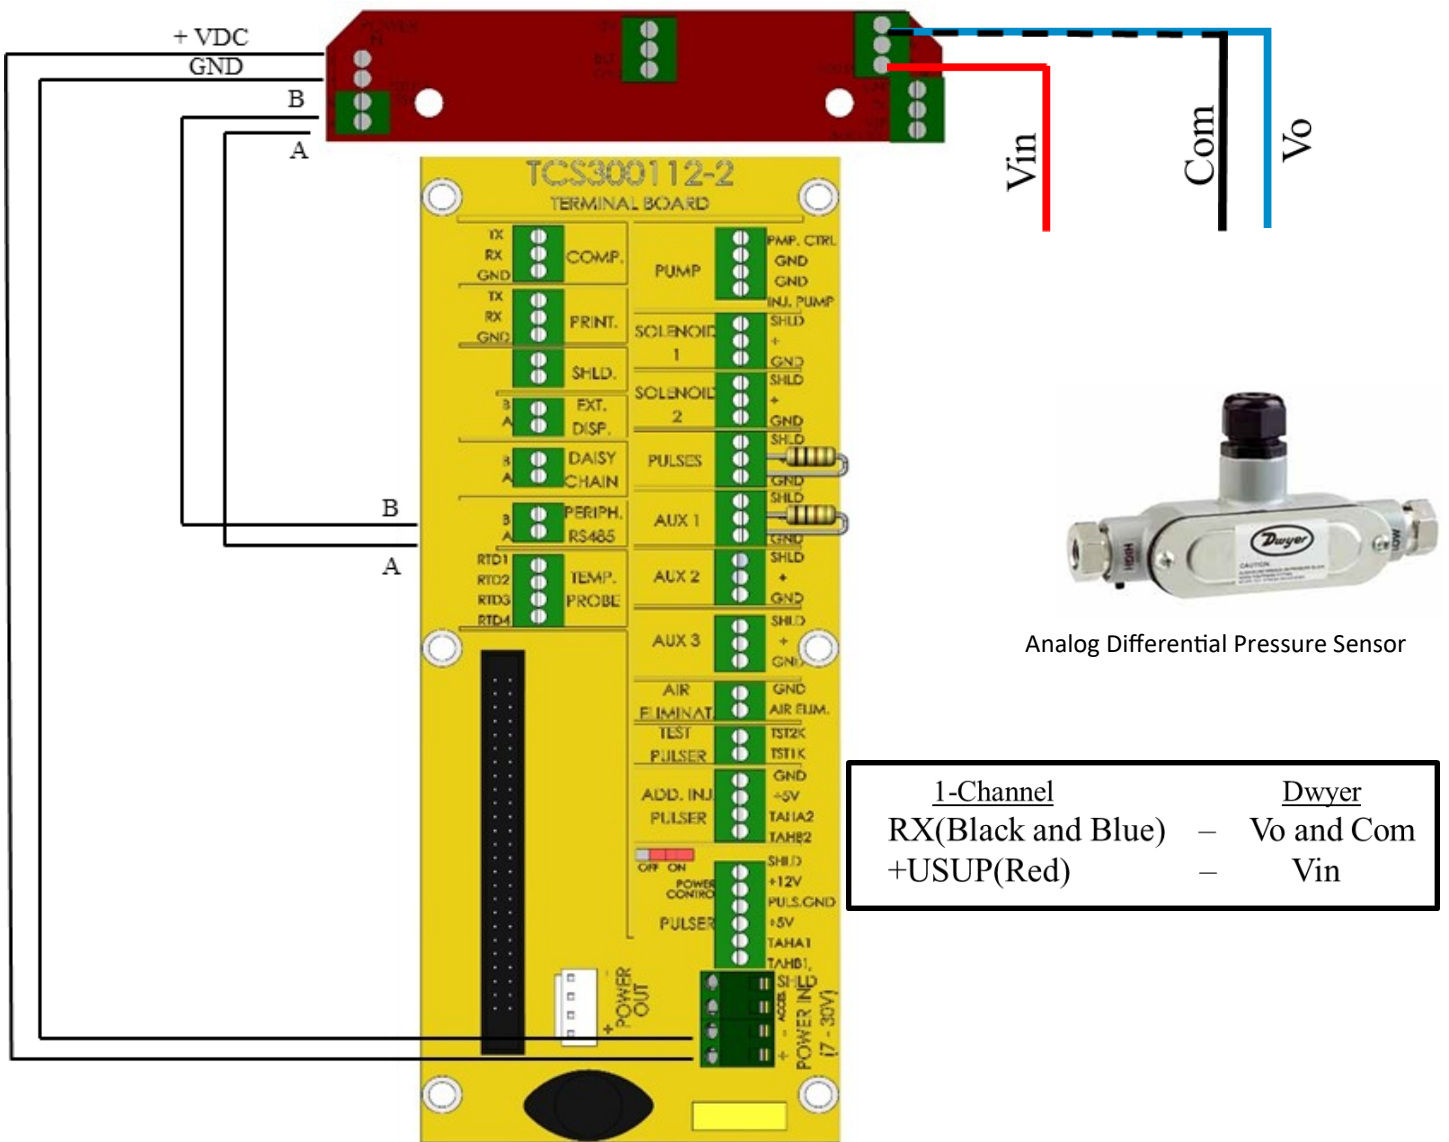 + VDC
GND
B
A
Vin
Com
Vo
TCS300112-2
TERMINAL BOARD
TX
RX
GND
COMP.
TX
RX
GND
PRINT.
SHLD.
B
A
EXT.
DISP.
B
A
DAISY
CHAIN
B
A
B
A
PERIPH.
RS485
RTD1
RTD2
RTD3
RTD4
TEMP.
PROBE
PUMP
PMP. CTRL
GND
GND
INJ. PUMP
SOLENOID
1
SHLD
+
GND
SOLENOID
2
SHLD
+
GND
PULSES
SHLD
GND
AUX 1
SHLD
GND
AUX 2
SHLD
+
GND
AUX 3
SHLD
+
GND
AIR
ELIMINAT.
GND
AIR ELIM.
TEST
PULSER
TST2K
TST1K
ADD. INJ.
PULSER
GND
+5V
TAHA2
TAHB2
OFF ON
POWER
CONTRO
PULSER
SHLD
+12V
PULS.GND
+5V
TAHA1
TAHB1
POWER
OUT
-
+
SHLD
ACCES.
-
+
POWER IN
(7 - 30V)
Dwyer
CAUTION
HIGH
LOW
Analog Differential Pressure Sensor
1-Channel Dwyer
RX(Black and Blue) – Vo and Com
+USUP(Red) – Vin